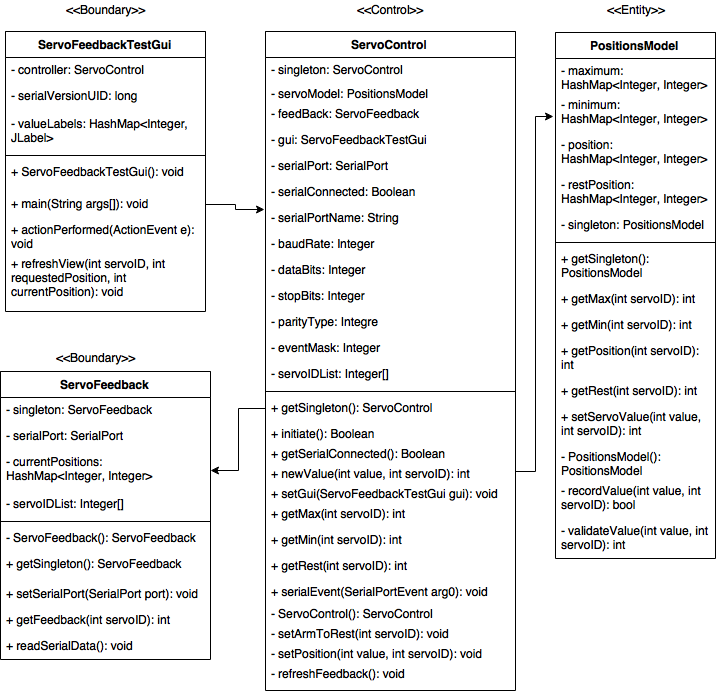 <<Boundary>>
ServoFeedbackTestGui
- controller: ServoControl
- serialVersionUID: long
- valueLabels: HashMap<Integer,
JLabel>
+ ServoFeedbackTestGui(): void
+ main(String args[]): void
+ actionPerformed(ActionEvent e):
void
+ refreshView(int servoID, int
requestedPosition, int
currentPosition): void
<<Boundary>>
ServoFeedback
- singleton: ServoFeedback
- serialPort: SerialPort
- currentPositions:
HashMap<Integer, Integer>
- servoIDList: Integer[]
- ServoFeedback(): ServoFeedback
+ getSingleton(): ServoFeedback
+ setSerialPort(SerialPort port): void
+ getFeedback(int servoID): int
+ readSerialData(): void
<<Control>>
ServoControl
- singleton: ServoControl
- servoModel: PositionsModel
- feedBack: ServoFeedback
- gui: ServoFeedbackTestGui
- serialPort: SerialPort
- serialConnected: Boolean
- serialPortName: String
- baudRate: Integer
- dataBits: Integer
- stopBits: Integer
- parityType: Integre
- eventMask: Integer
- servoIDList: Integer[]
+ getSingleton(): ServoControl
+ initiate(): Boolean
+ getSerialConnected(): Boolean
+ newValue(int value, int servoID): int
+ setGui(ServoFeedbackTestGui gui): void
+ getMax(int servoID): int
+ getMin(int servoID): int
+ getRest(int servoID): int
+ serialEvent(SerialPortEvent arg0): void
- ServoControl(): ServoControl
- setArmToRest(int servoID): void
- setPosition(int value, int servoID): void
- refreshFeedback(): void
<<Entity>>
PositionsModel
- maximum:
HashMap<Integer, Integer>
- minimum:
HashMap<Integer, Integer>
- position:
HashMap<Integer, Integer>
- restPosition:
HashMap<Integer, Integer>
- singleton: PositionsModel
+ getSingleton():
PositionsModel
+ getMax(int servoID): int
+ getMin(int servoID): int
+ getPosition(int servoID):
int
+ getRest(int servoID): int
+ setServoValue(int value,
int servoID): int
- PositionsModel():
PositionsModel
- recordValue(int value, int
servoID): bool
- validateValue(int value, int
servoID): int